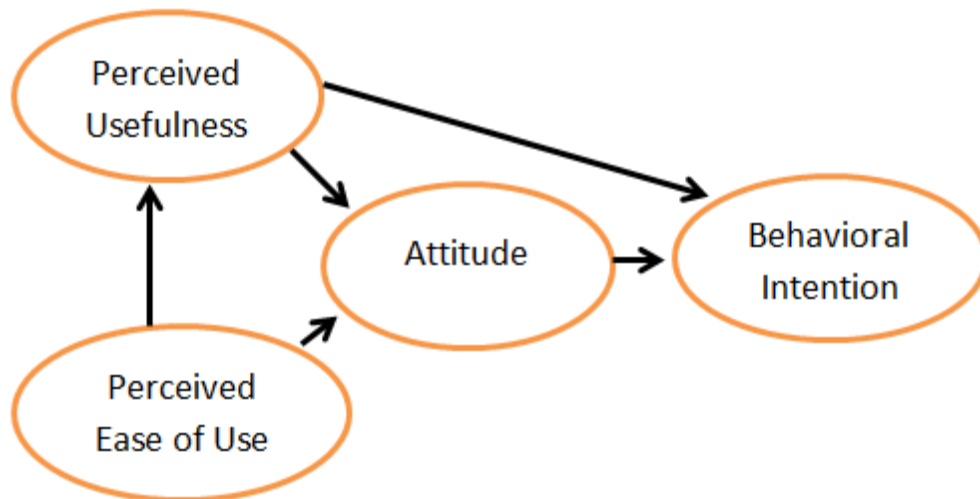 Perceived
Usefulness
Attitude
Behavioral
Intention
Perceived
Ease of Use